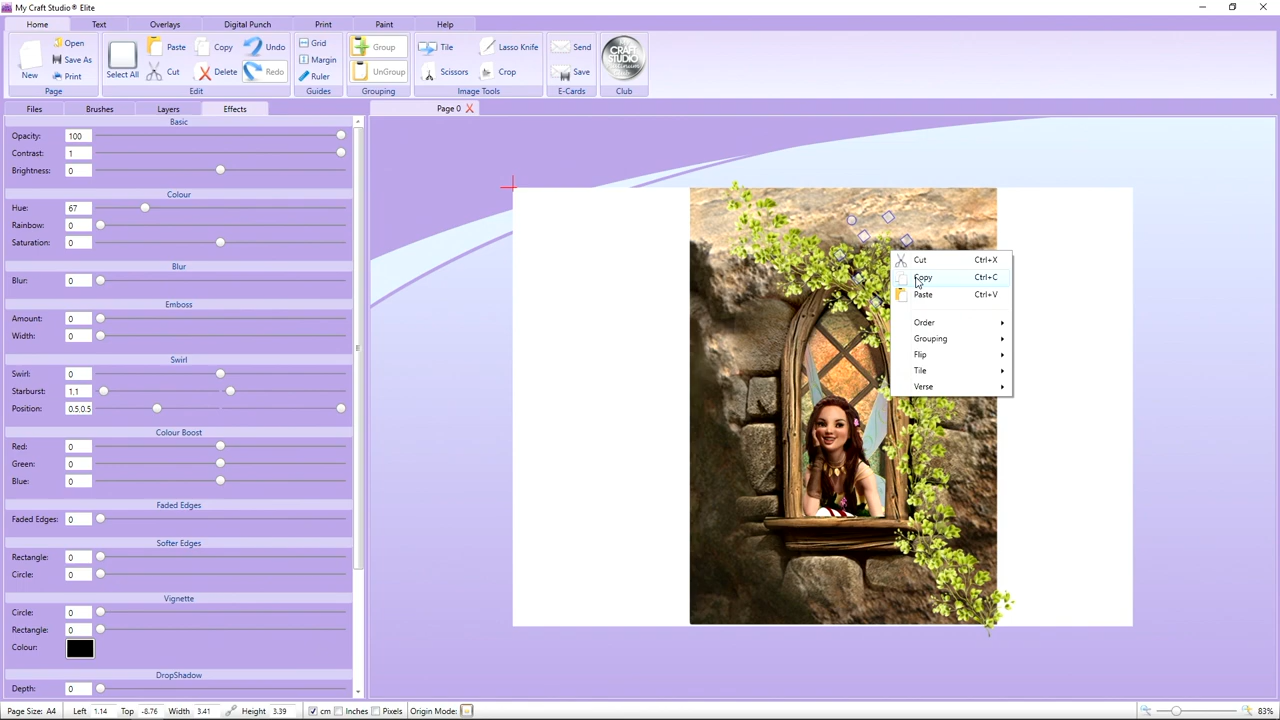 My Craft Studio® Elite
Home Text Overlays Digital Punch Print Paint Help
New Open Save As Print
Select All Paste Copy Undo
Cut Delete Redo
Grid Margin Ruler
Group UnGroup
Tile Lasso Knife
Scissors Crop
Send Save
CRAFT STUDIO
Page Edit Guides Grouping Image Tools E-Cards Club
Files Brushes Layers Effects
Page 0
Basic
Opacity: 100
Contrast: 1
Brightness: 0
Colour
Hue: 67
Rainbow: 0
Saturation: 0
Blur
Blur: 0
Emboss
Amount: 0
Width: 0
Swirl
Swirl: 0
Starburst: 1,1
Position: 0.5,0.5
Colour Boost
Red: 0
Green: 0
Blue: 0
Faded Edges
Faded Edges: 0
Softer Edges
Rectangle: 0
Circle: 0
Vignette
Circle: 0
Rectangle: 0
Colour:
DropShadow
Depth: 0
Cut Ctrl+X
Copy Ctrl+C
Paste Ctrl+V
Order
Grouping
Flip
Tile
Verse
Page Size: A4 Left 1.14 Top -8.76 Width 3.41 Height 3.39 cm Inches Pixels Origin Mode: 83%